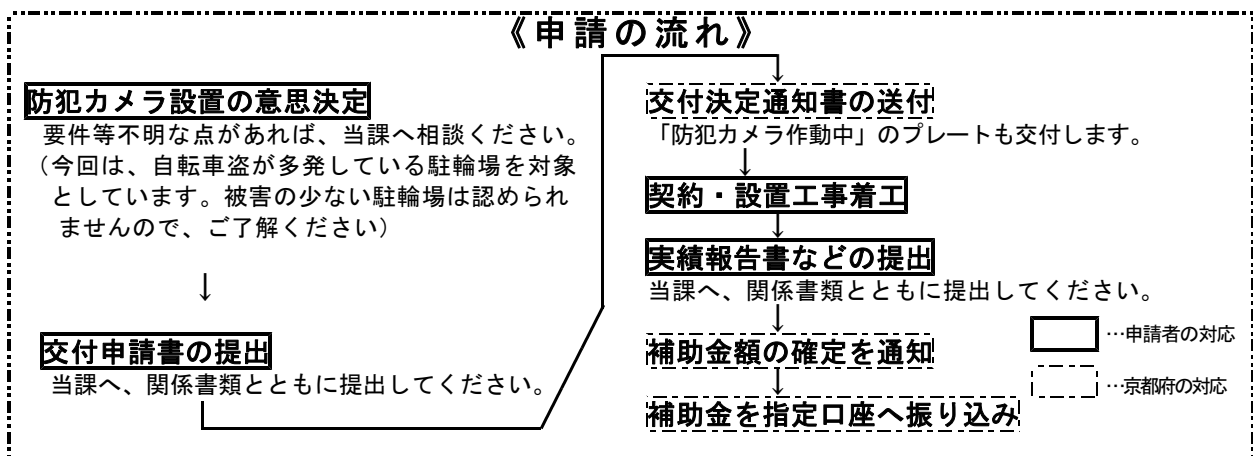 《申請の流れ》
防犯カメラ設置の意思決定
要件等不明な点があれば、当課へ相談ください。
（今回は、自転車盗が多発している駐輪場を対象
としています。被害の少ない駐輪場は認められ
ませんので、ご了解ください）
↓
交付申請書の提出
当課へ、関係書類とともに提出してください。
交付決定通知書の送付
「防犯カメラ作動中」のプレートも交付します。
契約・設置工事着工
実績報告書などの提出
当課へ、関係書類とともに提出してください。
補助金額の確定を通知
補助金を指定口座へ振り込み
…申請者の対応
…京都府の対応